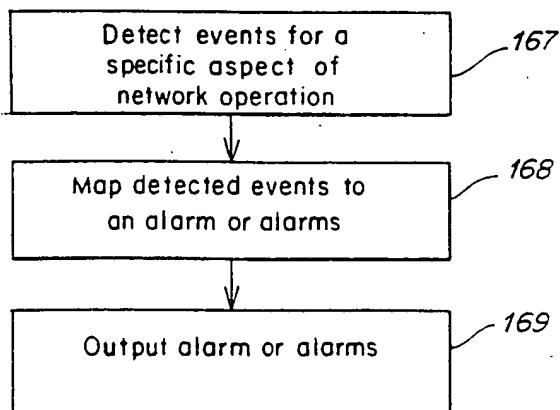 Detect events for a
specific aspect of
network operation
167
Map detected events to
an alarm or alarms
168
Output alarm or alarms
169